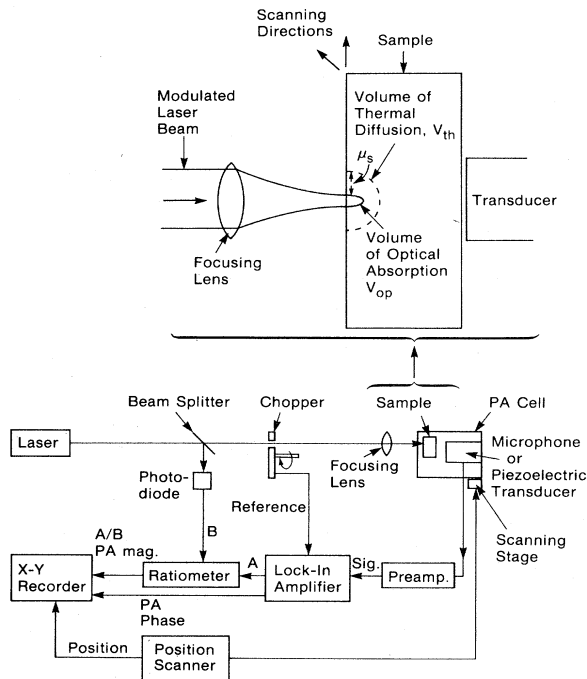 Scanning
Directions
Sample
Modulated
Laser
Beam
Volume of
Thermal
Diffusion, Vth
μs
Transducer
Focusing
Lens
Volume of
Optical
Absorption
Vop
Beam Splitter
Chopper
Sample
PA Cell
Laser
Focusing
Lens
Microphone
or
Piezoelectric
Transducer
Photo-
diode
Reference
Scanning
Stage
A/B
PA mag.
B
A
Sig.
X-Y
Recorder
Ratiometer
Lock-In
Amplifier
Preamp.
PA
Phase
Position
Position
Scanner